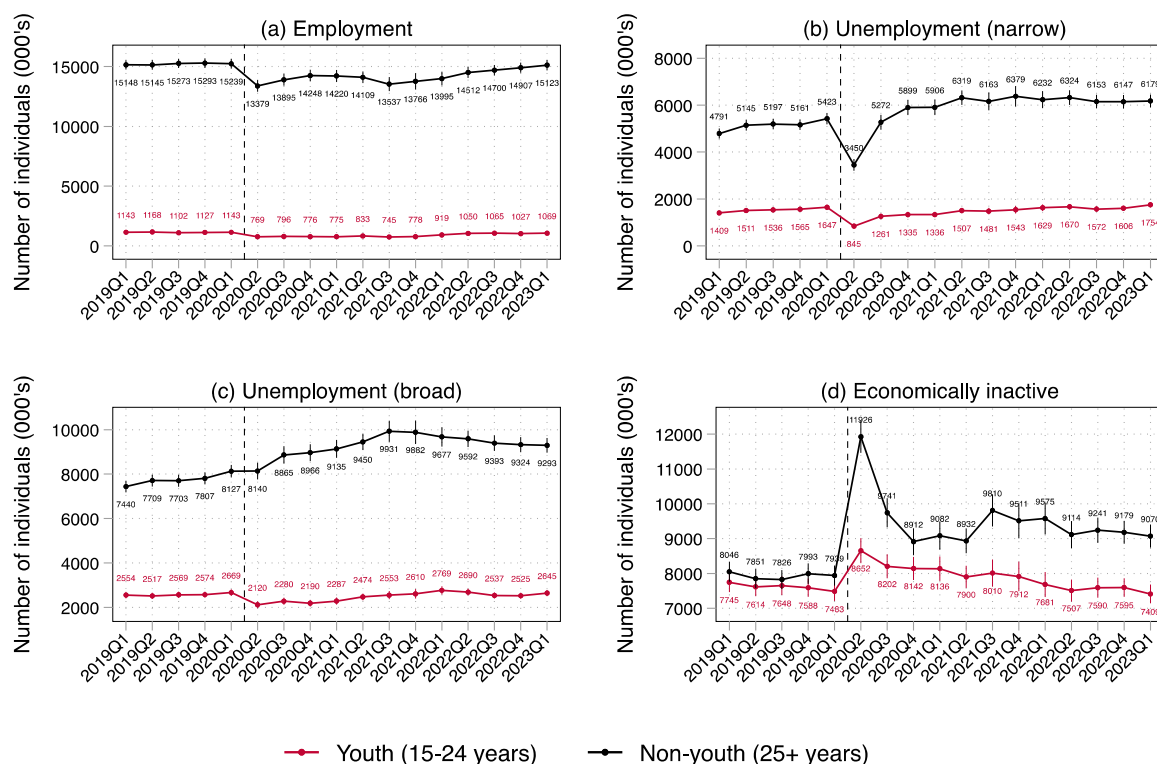 (a) Employment
Number of individuals (000's)
15000
10000
5000
0
15148 15145 15273 15293 15239 13379 13895 14248 14220 14109 13537 13766 13995 14512 14700 14907 15123
1143 1168 1102 1127 1143 769 796 776 775 833 745 778 919 1050 1065 1027 1069
2019Q1 2019Q2 2019Q3 2019Q4 2020Q1 2020Q2 2020Q3 2020Q4 2021Q1 2021Q2 2021Q3 2021Q4 2022Q1 2022Q2 2022Q3 2022Q4 2023Q1
(b) Unemployment (narrow)
Number of individuals (000's)
8000
6000
4000
2000
0
4791 5145 5197 5161 5423 3450 5272 5899 5906 6319 6163 6379 6232 6324 6153 6147 6179
1409 1511 1536 1565 1647 845 1261 1335 1336 1507 1481 1543 1629 1670 1572 1606 1754
2019Q1 2019Q2 2019Q3 2019Q4 2020Q1 2020Q2 2020Q3 2020Q4 2021Q1 2021Q2 2021Q3 2021Q4 2022Q1 2022Q2 2022Q3 2022Q4 2023Q1
(c) Unemployment (broad)
Number of individuals (000's)
10000
8000
6000
4000
2000
7440 7709 7703 7807 8127 8140 8865 8966 9135 9450 9931 9882 9677 9592 9393 9324 9293
2554 2517 2569 2574 2669 2120 2280 2190 2287 2474 2553 2610 2769 2690 2537 2525 2645
2019Q1 2019Q2 2019Q3 2019Q4 2020Q1 2020Q2 2020Q3 2020Q4 2021Q1 2021Q2 2021Q3 2021Q4 2022Q1 2022Q2 2022Q3 2022Q4 2023Q1
(d) Economically inactive
Number of individuals (000's)
12000
11000
10000
9000
8000
7000
8046 7851 7826 7993 7939 11926 9741 8912 9082 8932 9810 9511 9575 9114 9241 9179 9070
7745 7614 7648 7588 7483 8652 8202 8142 8136 7900 8010 7912 7681 7507 7590 7595 7409
2019Q1 2019Q2 2019Q3 2019Q4 2020Q1 2020Q2 2020Q3 2020Q4 2021Q1 2021Q2 2021Q3 2021Q4 2022Q1 2022Q2 2022Q3 2022Q4 2023Q1
Youth (15-24 years) Non-youth (25+ years)